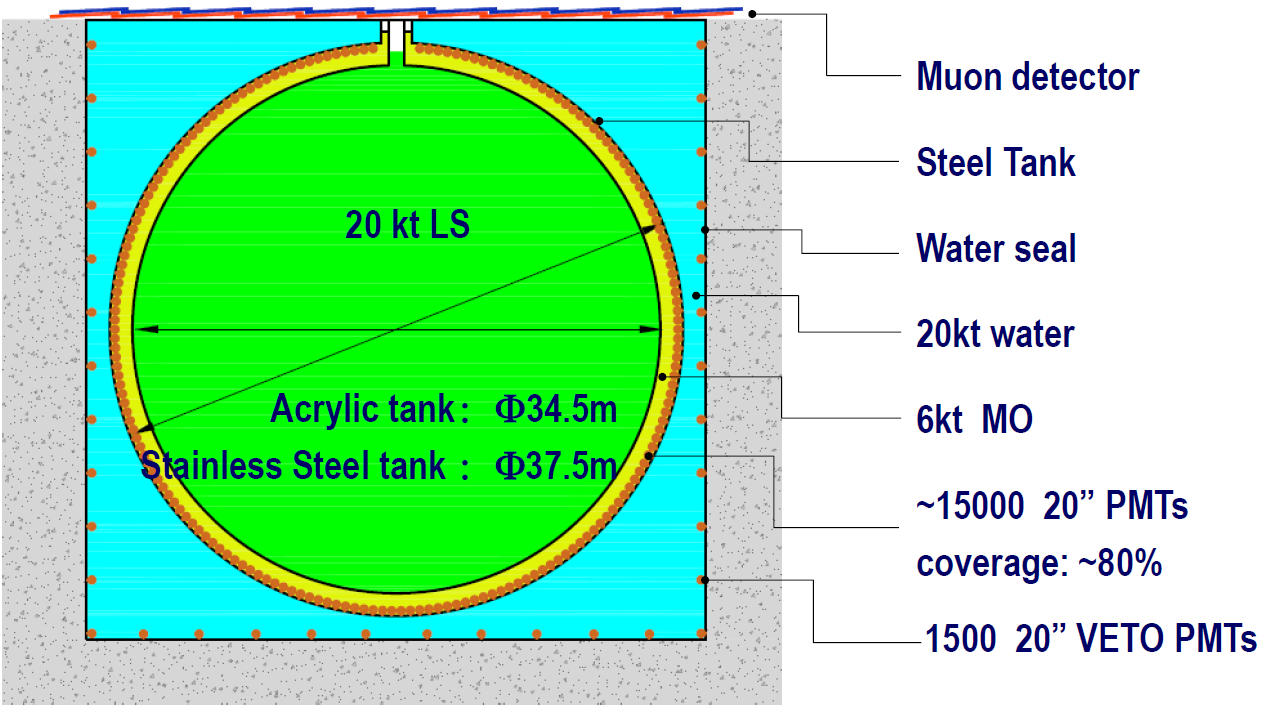 Muon detector
Steel Tank
20 kt LS
Water seal
20kt water
Acrylic tank： Φ34.5m
6kt MO
Stainless Steel tank： Φ37.5m
~15000 20” PMTs
coverage: ~80%
1500 20” VETO PMTs